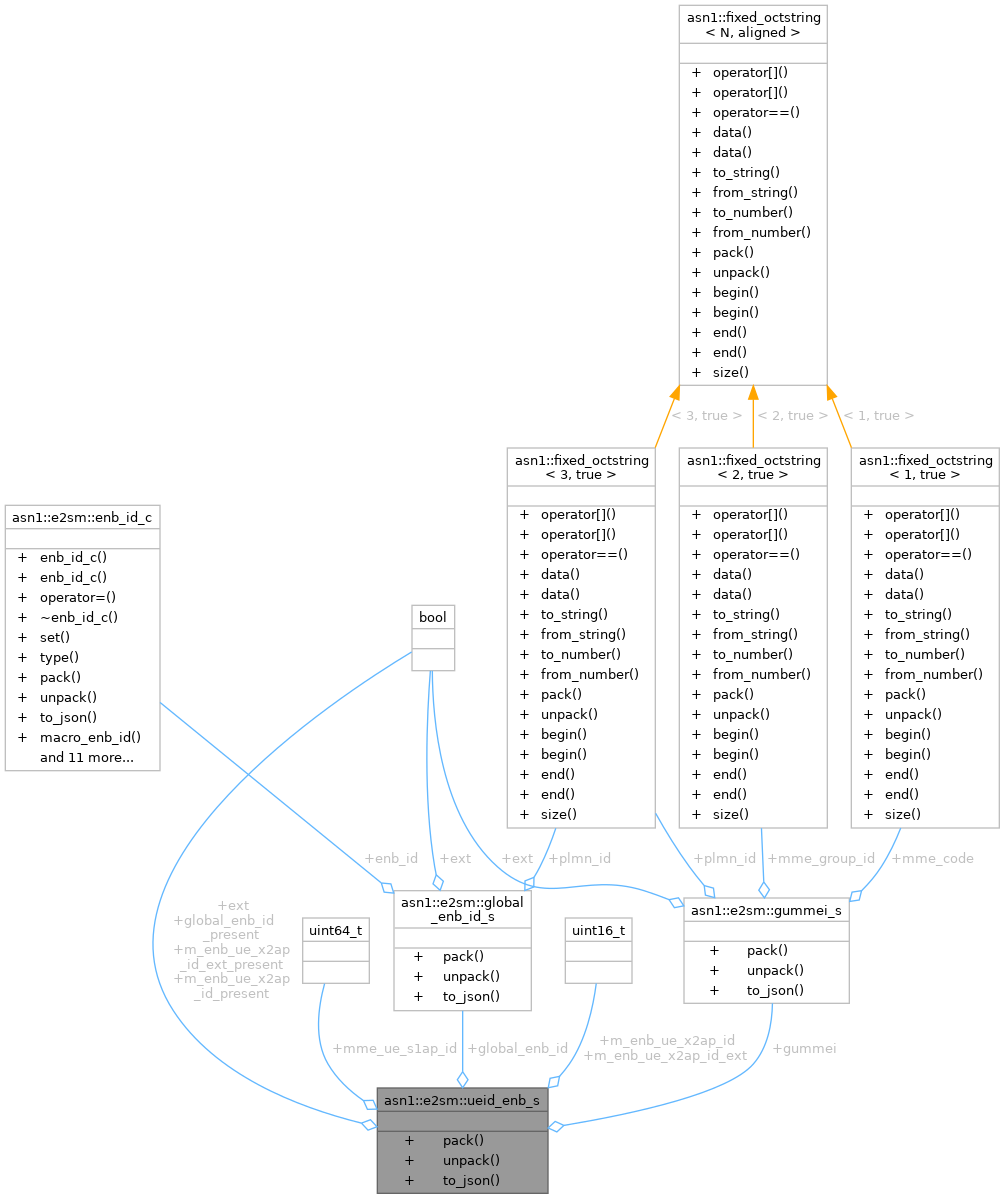 asn1::fixed_octstring
< N, aligned >
+ operator[]()
+ operator[]()
+ operator==()
+ data()
+ data()
+ to_string()
+ from_string()
+ to_number()
+ from_number()
+ pack()
+ unpack()
+ begin()
+ begin()
+ end()
+ end()
+ size()
< 3, true >
< 2, true >
< 1, true >
asn1::fixed_octstring
< 3, true >
+ operator[]()
+ operator[]()
+ operator==()
+ data()
+ data()
+ to_string()
+ from_string()
+ to_number()
+ from_number()
+ pack()
+ unpack()
+ begin()
+ begin()
+ end()
+ end()
+ size()
asn1::fixed_octstring
< 2, true >
+ operator[]()
+ operator[]()
+ operator==()
+ data()
+ data()
+ to_string()
+ from_string()
+ to_number()
+ from_number()
+ pack()
+ unpack()
+ begin()
+ begin()
+ end()
+ end()
+ size()
asn1::fixed_octstring
< 1, true >
+ operator[]()
+ operator[]()
+ operator==()
+ data()
+ data()
+ to_string()
+ from_string()
+ to_number()
+ from_number()
+ pack()
+ unpack()
+ begin()
+ begin()
+ end()
+ end()
+ size()
asn1::e2sm::enb_id_c
+ enb_id_c()
+ enb_id_c()
+ operator=()
+ ~enb_id_c()
+ set()
+ type()
+ pack()
+ unpack()
+ to_json()
+ macro_enb_id()
and 11 more...
bool
+enb_id
+ext
+ext
+plmn_id
+plmn_id
+mme_group_id
+mme_code
+ext
+global_enb_id
_present
+m_enb_ue_x2ap
_id_ext_present
+m_enb_ue_x2ap
_id_present
uint64_t
asn1::e2sm::global
_enb_id_s
+ pack()
+ unpack()
+ to_json()
uint16_t
asn1::e2sm::gummei_s
+ pack()
+ unpack()
+ to_json()
+mme_ue_s1ap_id
+global_enb_id
+m_enb_ue_x2ap_id
+m_enb_ue_x2ap_id_ext
+gummei
asn1::e2sm::ueid_enb_s
+ pack()
+ unpack()
+ to_json()